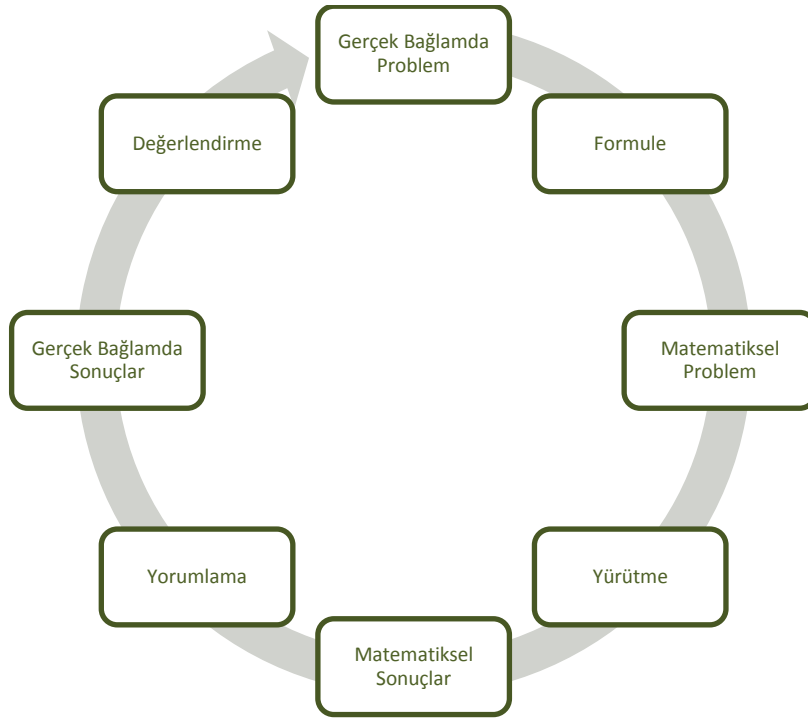 Gerçek Bağlamda
Problem
Formule
Matematiksel
Problem
Yürütme
Matematiksel
Sonuçlar
Yorumlama
Gerçek Bağlamda
Sonuçlar
Değerlendirme